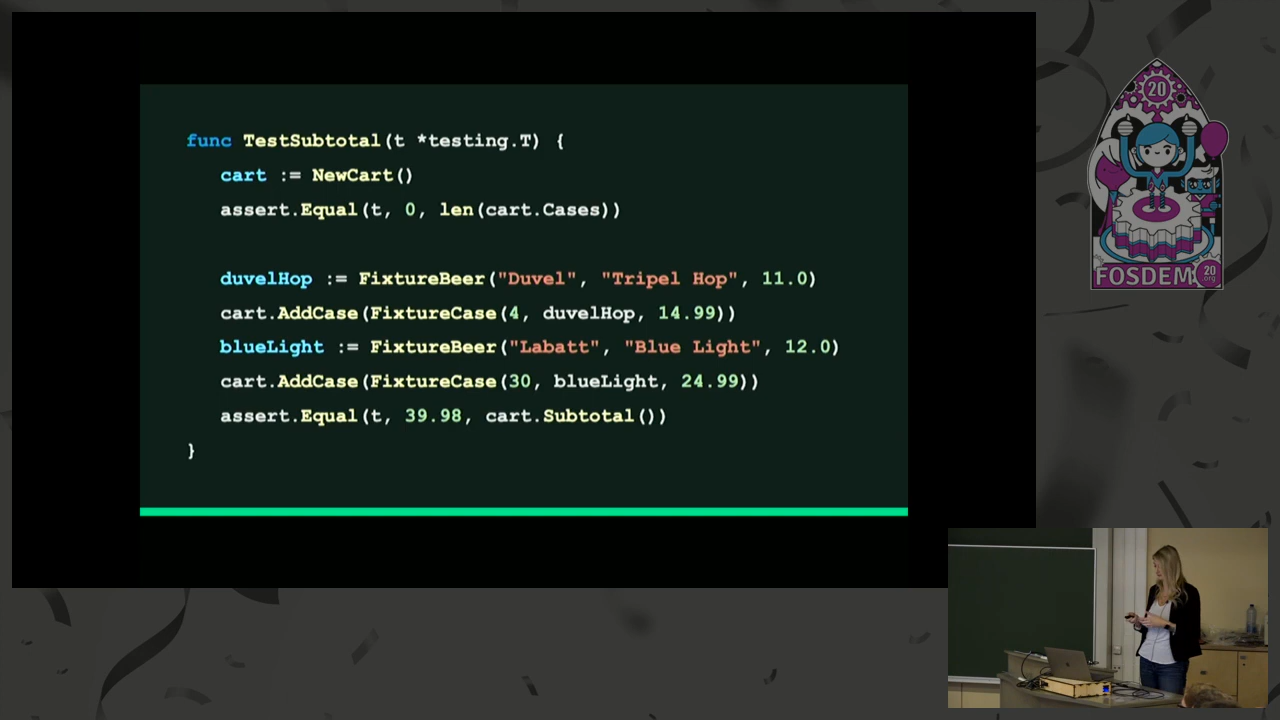 func TestSubtotal(t *testing.T) {
cart := NewCart()
assert.Equal(t, 0, len(cart.Cases))
duvelHop := FixtureBeer("Duvel", "Tripel Hop", 11.0)
cart.AddCase(FixtureCase(4, duvelHop, 14.99))
blueLight := FixtureBeer("Labatt", "Blue Light", 12.0)
cart.AddCase(FixtureCase(30, blueLight, 24.99))
assert.Equal(t, 39.98, cart.Subtotal())
}
20
FOSDEM 20
.org